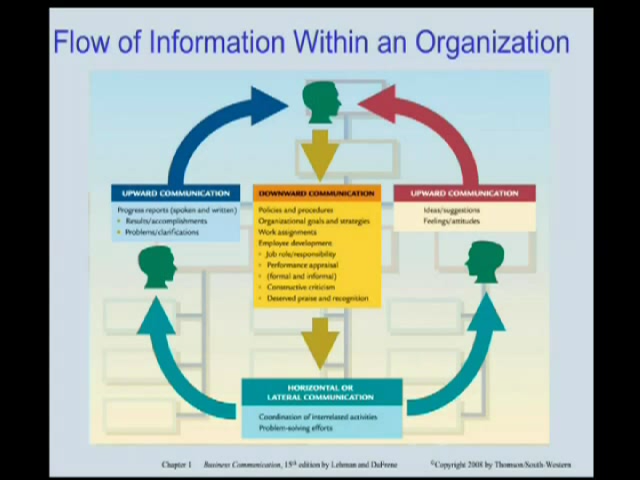 Flow of Information Within an Organization
UPWARD COMMUNICATION
Progress reports (spoken and written)
• Results/accomplishments
• Problems/clarifications
DOWNWARD COMMUNICATION
Policies and procedures
Organizational goals and strategies
Work assignments
Employee development
• Job role/responsibility
• Performance appraisal
• (formal and informal)
• Constructive criticism
• Deserved praise and recognition
UPWARD COMMUNICATION
Ideas/suggestions
Feelings/attitudes
HORIZONTAL OR
LATERAL COMMUNICATION
Coordination of interrelated activities
Problem-solving efforts
Chapter 1 Business Communication, 15th edition by Lehman and DuFrene ©Copyright 2008 by Thomson/South-Western